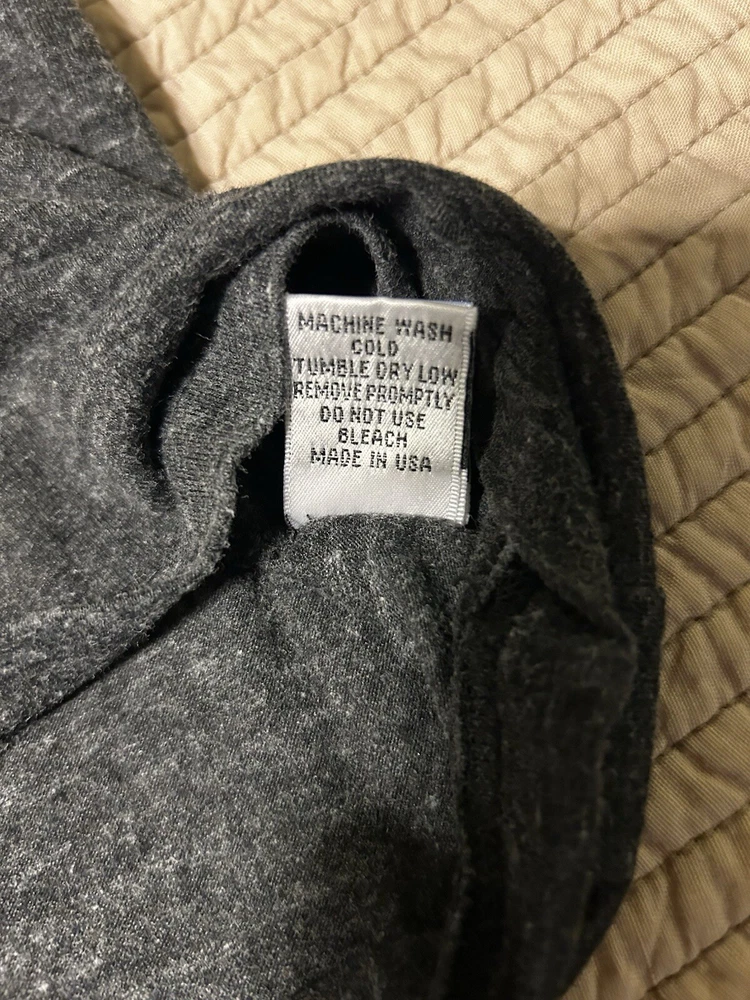 MACHINE WASH
COLD
TUMBLE DRY LOW
REMOVE PROMPTLY
DO NOT USE
BLEACH
MADE IN USA